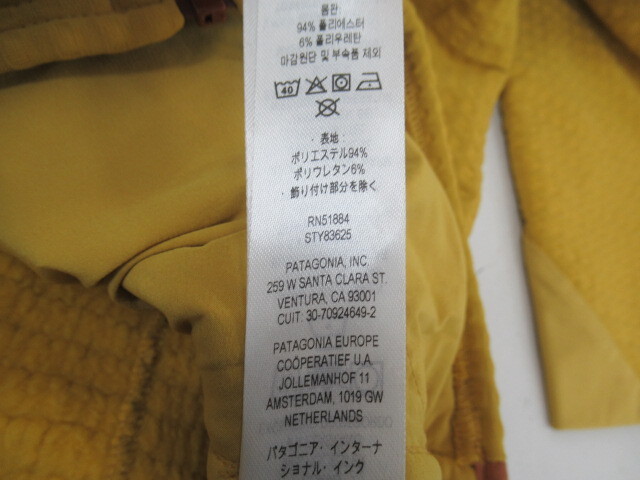 몸판
94% 폴리에스터
6% 폴리우레탄
마감원단 및 부속품 제외
40
· 表地 :
ポリエステル94%
ポリウレタン6%
· 飾り付け部分を除く
RN51884
STY83625
PATAGONIA, INC.
259 W SANTA CLARA ST.
VENTURA, CA 93001
CUIT: 30-70924649-2
PATAGONIA EUROPE
COÖPERATIEF U.A.
JOLLEMANHOF 11
AMSTERDAM, 1019 GW
NETHERLANDS
パタゴニア・インターナ
ショナル・インク